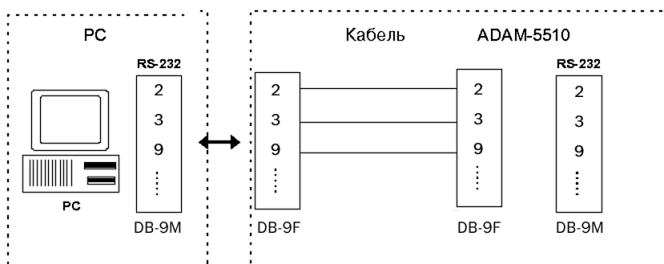 PC
Кабель ADAM-5510
RS-232 RS-232
2 2 2 2
3 3 3 3
9 9 9 9
PC
DB-9M DB-9F DB-9F DB-9M